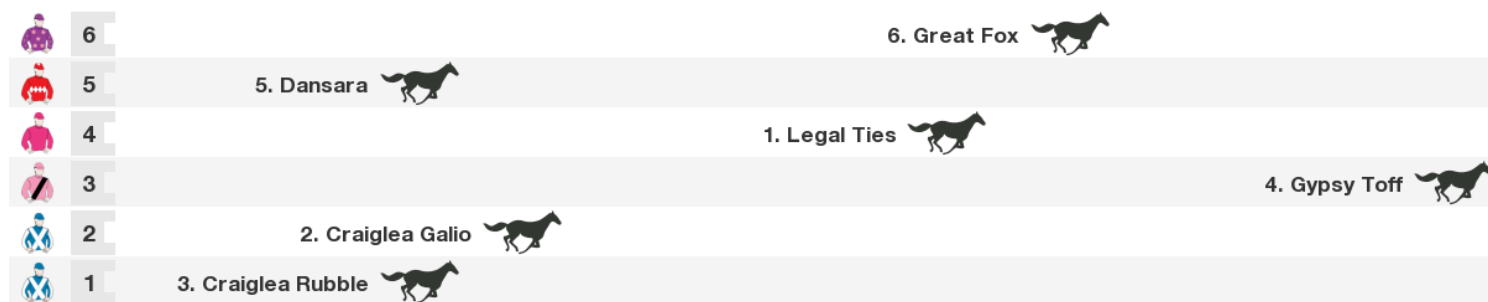 6 6. Great Fox
5 5. Dansara
4 1. Legal Ties
3 4. Gypsy Toff
2 2. Craiglea Galio
1 3. Craiglea Rubble